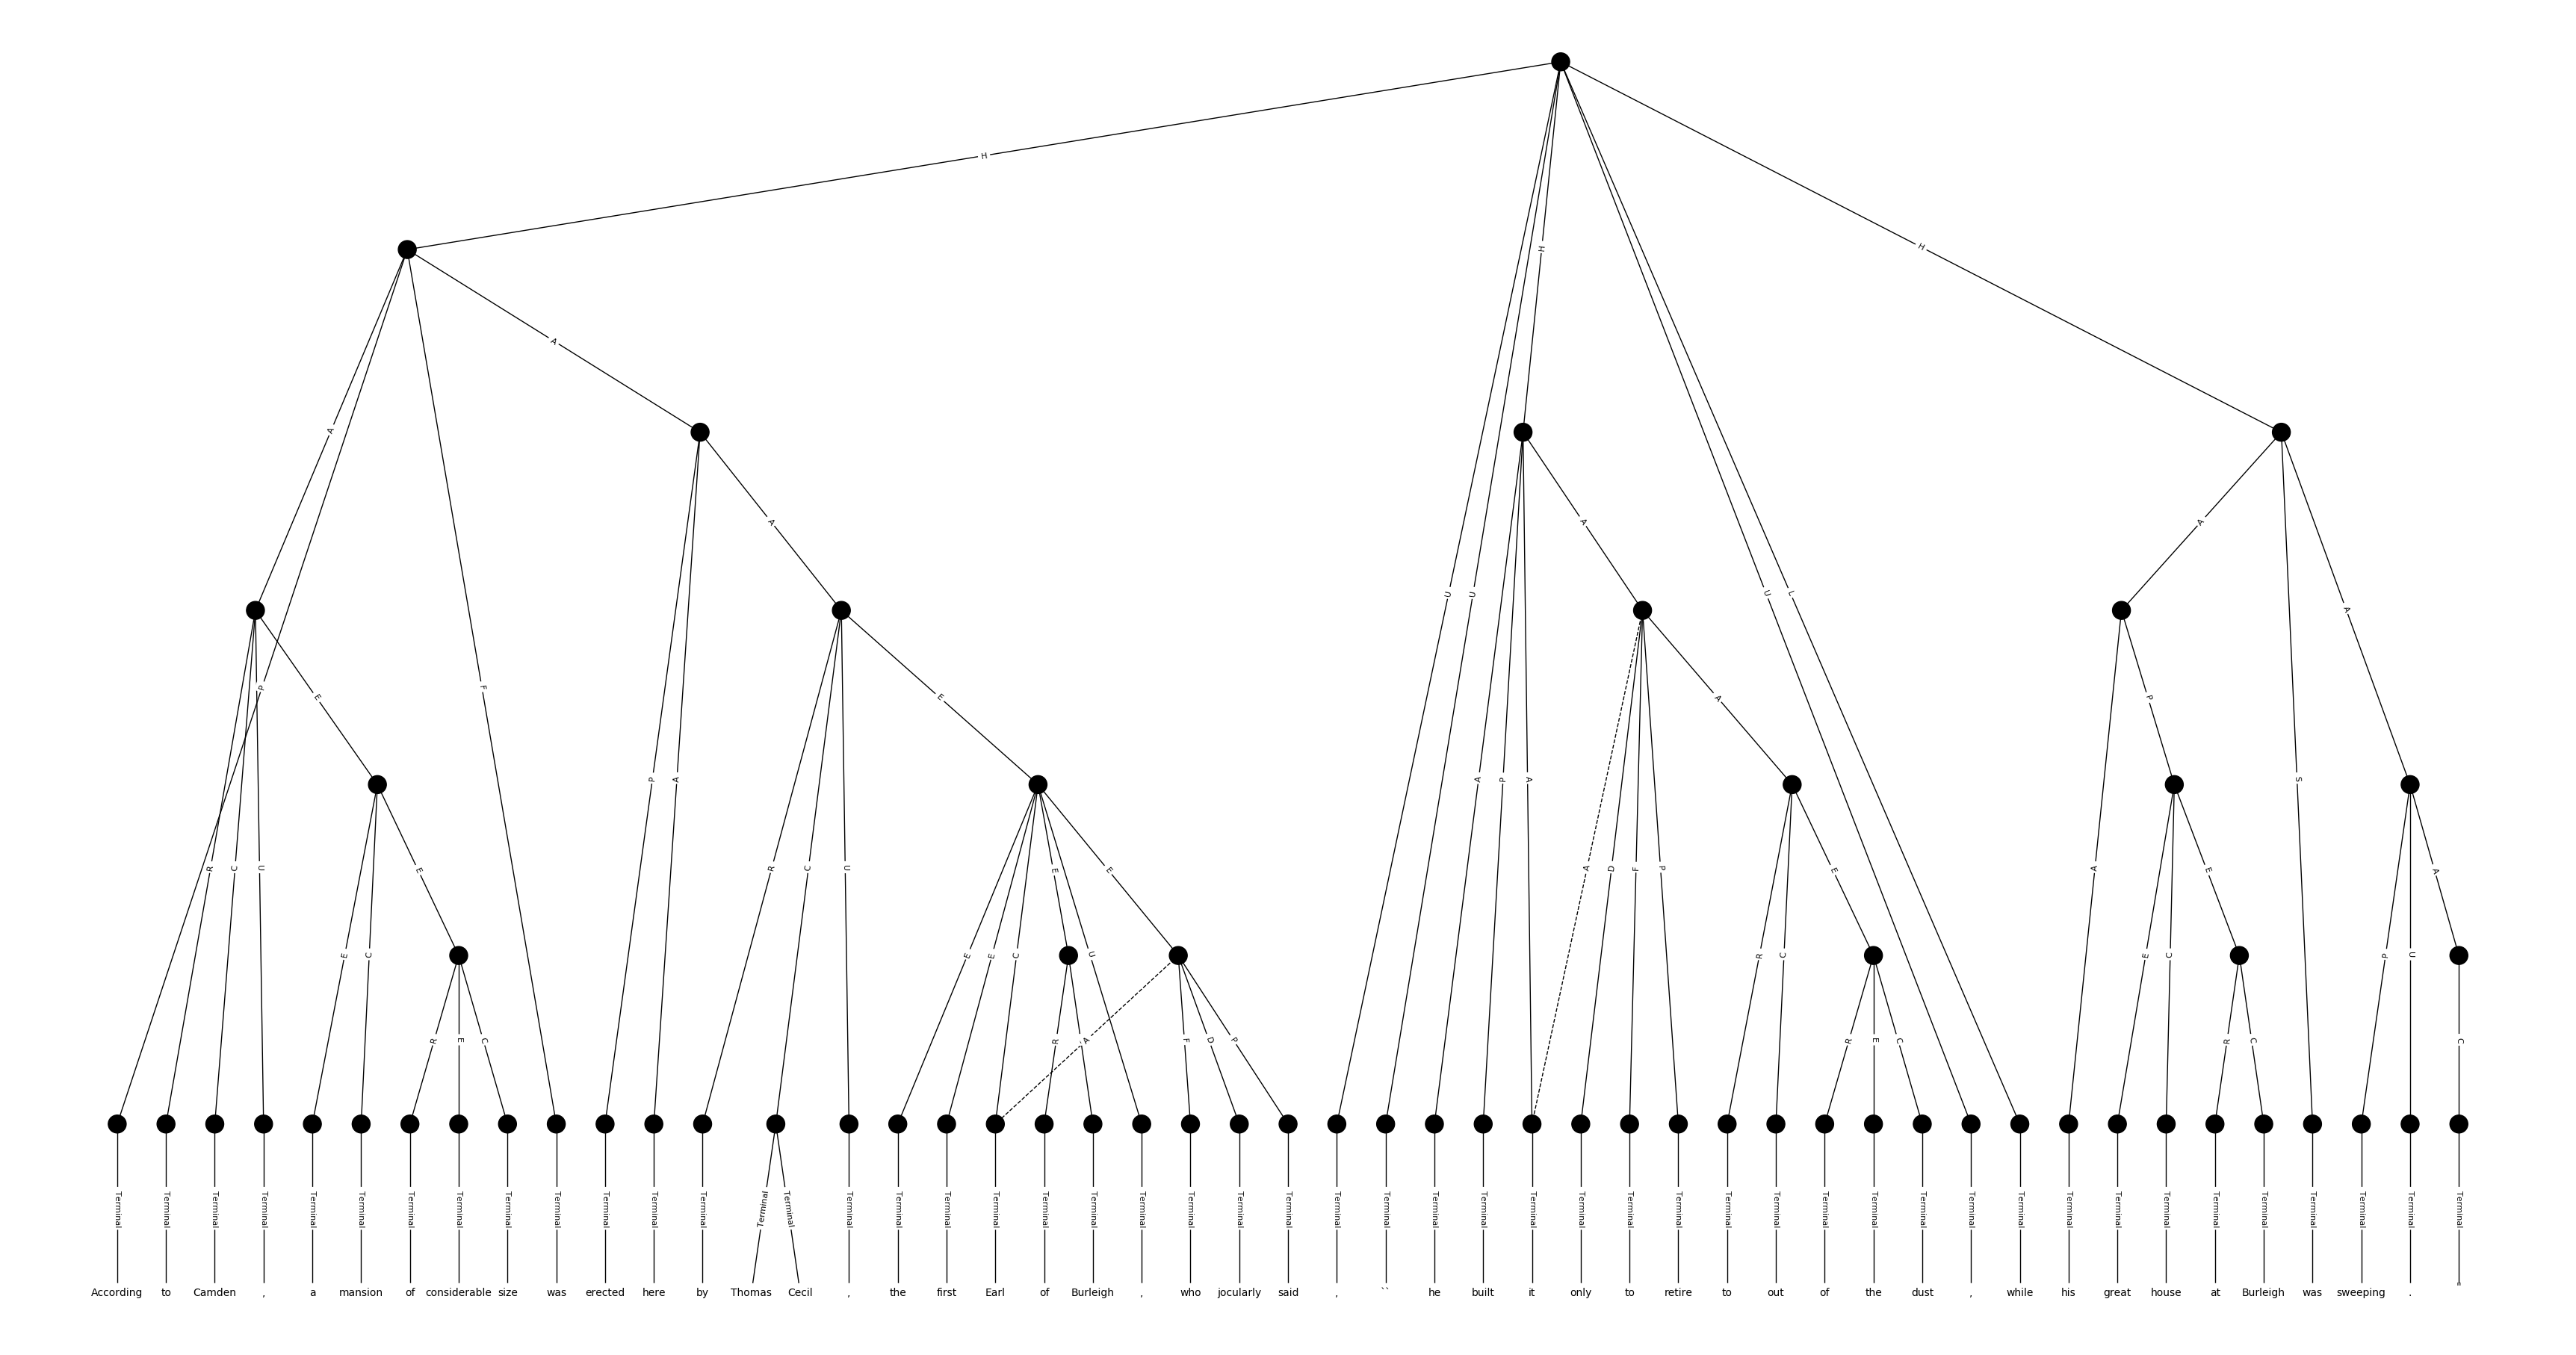 H
H
H
A
A
A
A
A
A
S
A
U
U
U
L
P
F
E
P
A
E
A
P
A
A
P
R
C
U
R
C
U
A
D
F
P
E
A
E
A
E
C
E
E
E
C
E
U
R
C
E
C
P
U
R
E
C
R
A
F
D
P
R
E
C
R
C
C
Terminal Terminal Terminal Terminal Terminal Terminal Terminal Terminal Terminal Terminal Terminal Terminal Terminal Terminal Terminal Terminal Terminal Terminal Terminal Terminal Terminal Terminal Terminal Terminal Terminal Terminal Terminal Terminal Terminal Terminal Terminal Terminal Terminal Terminal Terminal Terminal Terminal Terminal Terminal Terminal Terminal Terminal Terminal Terminal Terminal Terminal Terminal Terminal Terminal
According to Camden , a mansion of considerable size was erected here by Thomas Cecil , the first Earl of Burleigh , who jocularly said , `` he built it only to retire to out of the dust , while his great house at Burleigh was sweeping . "